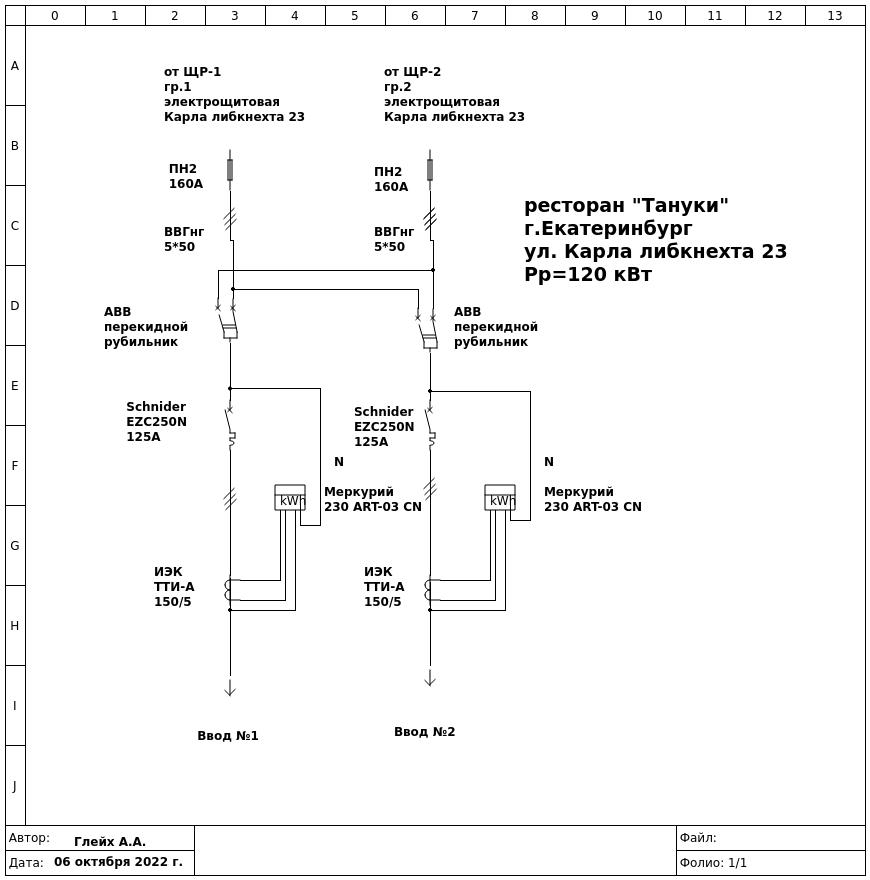 0 1 2 3 4 5 6 7 8 9 10 11 12 13
A
B
C
D
E
F
G
H
I
J
от ЩР-1
гр.1
электрощитовая
Карла либкнехта 23
от ЩР-2
гр.2
электрощитовая
Карла либкнехта 23
ПН2
160А
ПН2
160А
ВВГнг
5*50
ВВГнг
5*50
ресторан "Тануки"
г.Екатеринбург
ул. Карла либкнехта 23
Рр=120 кВт
АВВ
перекидной
рубильник
АВВ
перекидной
рубильник
Schnider
EZC250N
125А
Schnider
EZC250N
125А
N
N
kWh
Меркурий
230 ART-03 CN
kWh
Меркурий
230 ART-03 CN
ИЭК
ТТИ-А
150/5
ИЭК
ТТИ-А
150/5
Ввод №1
Ввод №2
Автор: Глейх А.А.
Дата: 06 октября 2022 г.
Файл:
Фолио: 1/1